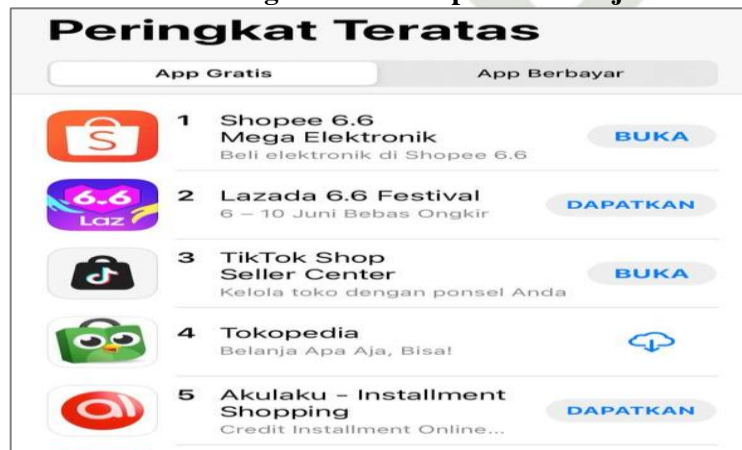 Peringkat Teratas
App Gratis
App Berbayar
1 Shopee 6.6
Mega Elektronik
Beli elektronik di Shopee 6.6
BUKA
6.6
Laz
2 Lazada 6.6 Festival
6 – 10 Juni Bebas Ongkir
DAPATKAN
3 TikTok Shop
Seller Center
Kelola toko dengan ponsel Anda
BUKA
4 Tokopedia
Belanja Apa Aja, Bisa!
5 Akulaku – Installment
Shopping
Credit Installment Online...
DAPATKAN